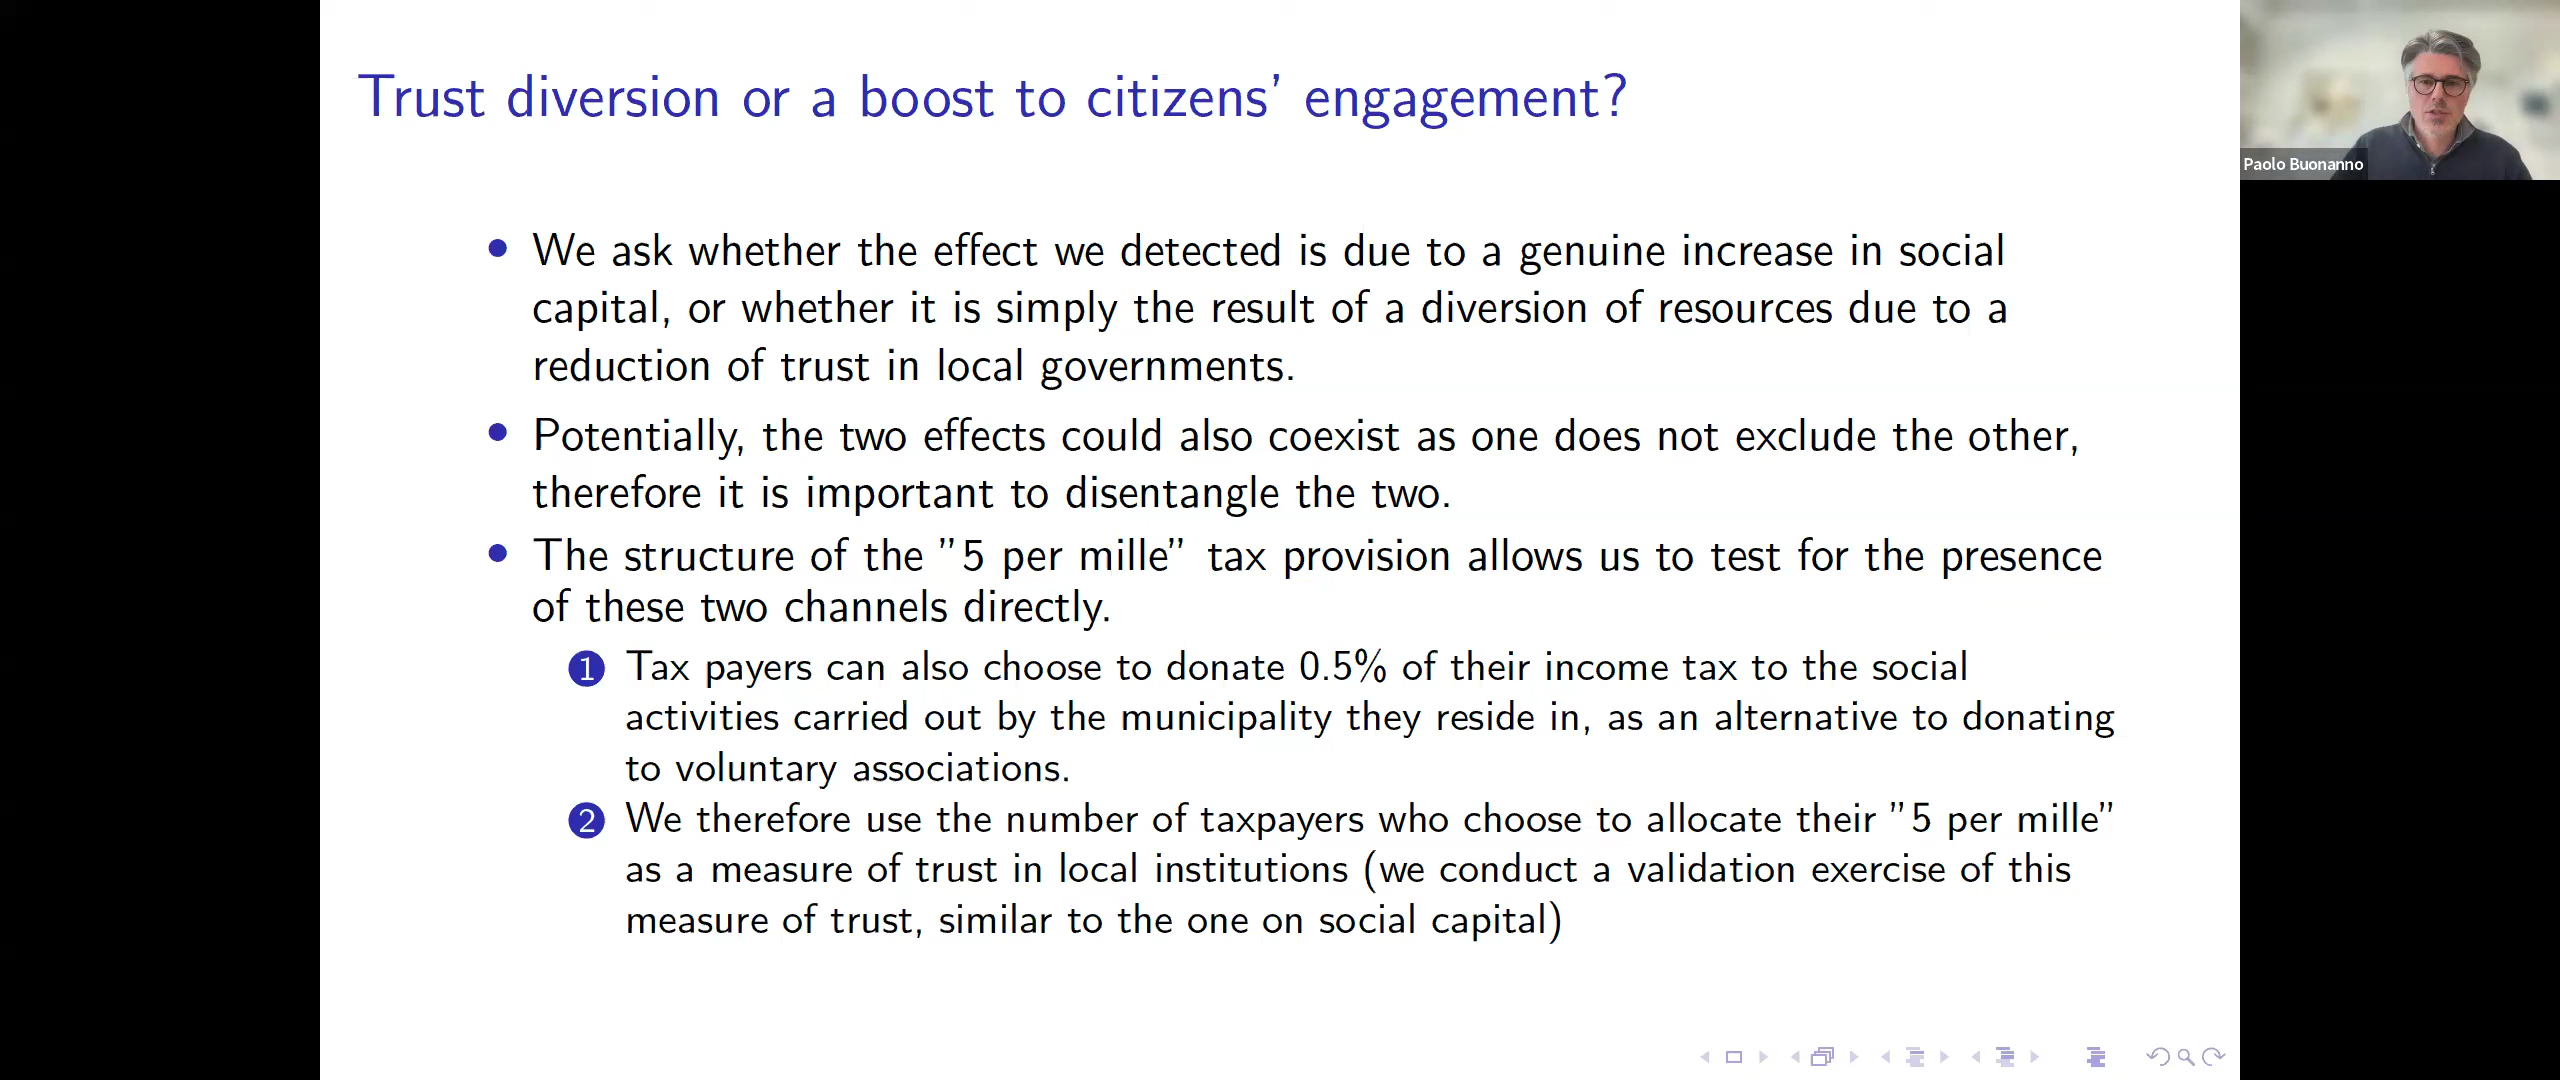 Trust diversion or a boost to citizens’ engagement?
Paolo Buonanno
• We ask whether the effect we detected is due to a genuine increase in social
capital, or whether it is simply the result of a diversion of resources due to a
reduction of trust in local governments.
• Potentially, the two effects could also coexist as one does not exclude the other,
therefore it is important to disentangle the two.
• The structure of the ”5 per mille” tax provision allows us to test for the presence
of these two channels directly.
1 Tax payers can also choose to donate 0.5% of their income tax to the social
activities carried out by the municipality they reside in, as an alternative to donating
to voluntary associations.
2 We therefore use the number of taxpayers who choose to allocate their ”5 per mille”
as a measure of trust in local institutions (we conduct a validation exercise of this
measure of trust, similar to the one on social capital)